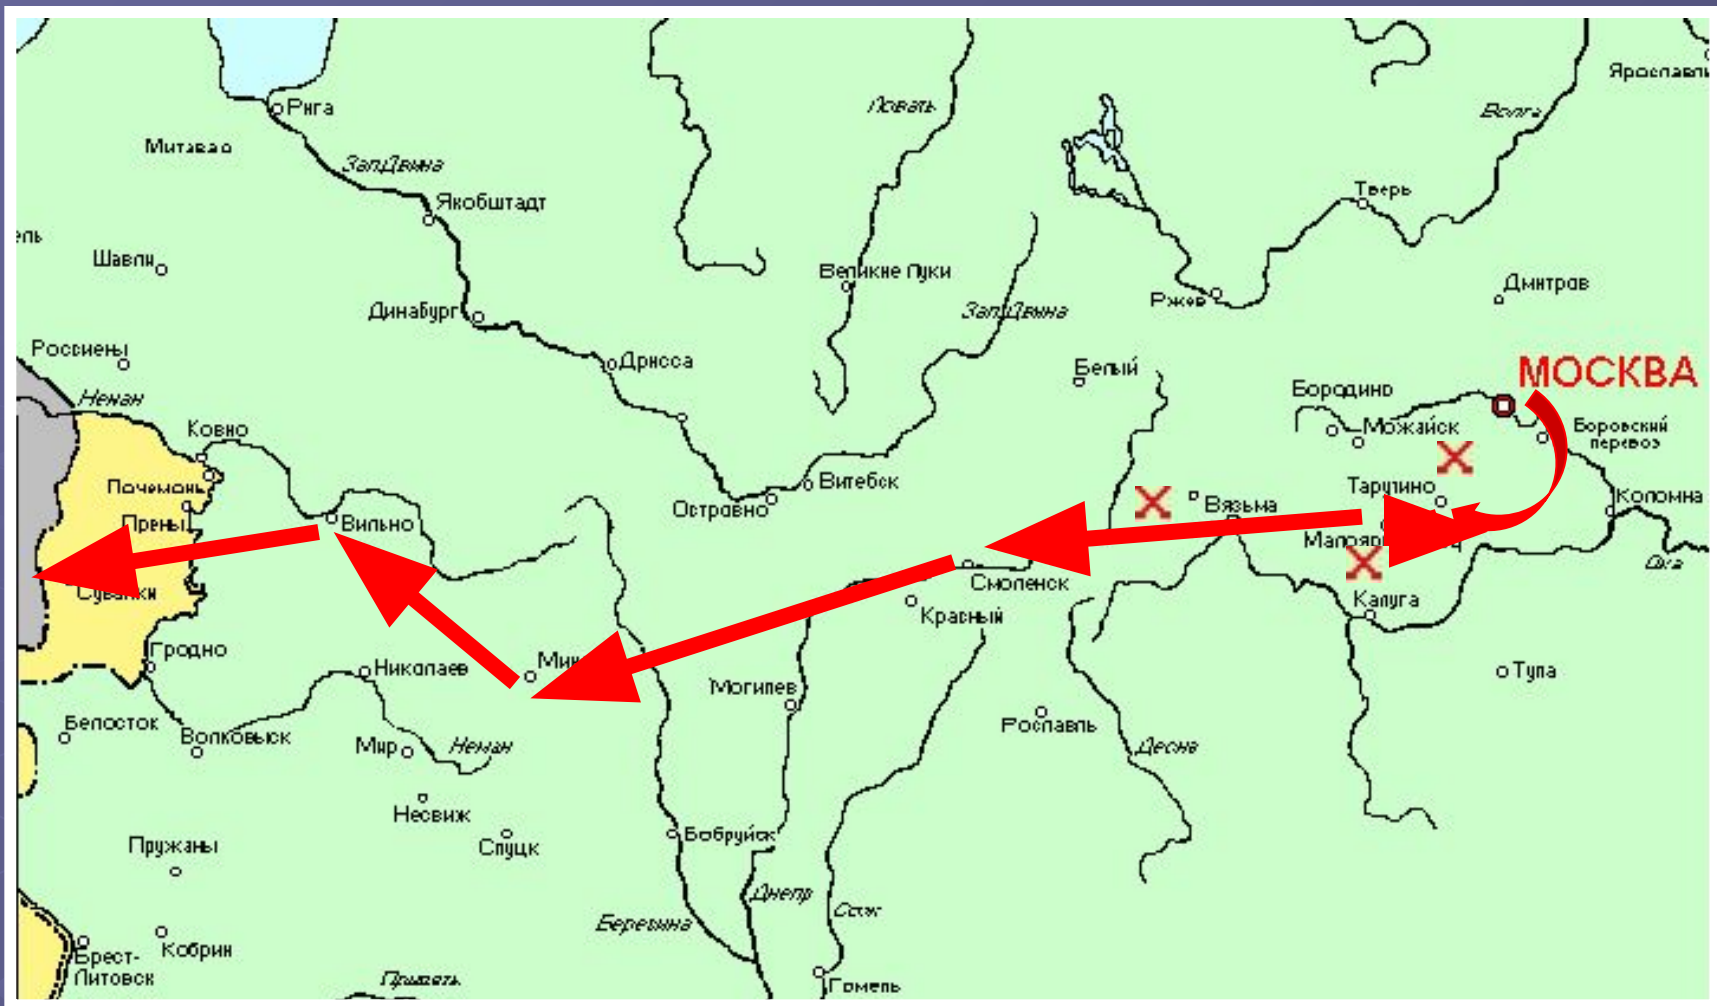 Рига
Митавао
Зап.Двина
Якобштадт
Шавли
Динабург
Россиены
Неман
Дрисса
Ковно
Почемонь
Прены
Вильно
Сувалки
Гродно
Николаев
Белосток
Волковыск
Мир
Неман
Несвиж
Слуцк
Пружаны
Кобрин
Брест-
Литовск
Припять
Ловать
Великие Луки
Зап.Двина
Витебск
Островно
Смоленск
Красный
Могилев
Рославль
Десна
Бобруйск
Днепр
Сож
Березина
Гомель
Волга
Ярославль
Тверь
Ржев
Дмитров
Белый
МОСКВА
Бородино
Можайск
Боровский
перевоз
Тарутино
Вязьма
Коломна
Ока
Калуга
Тула